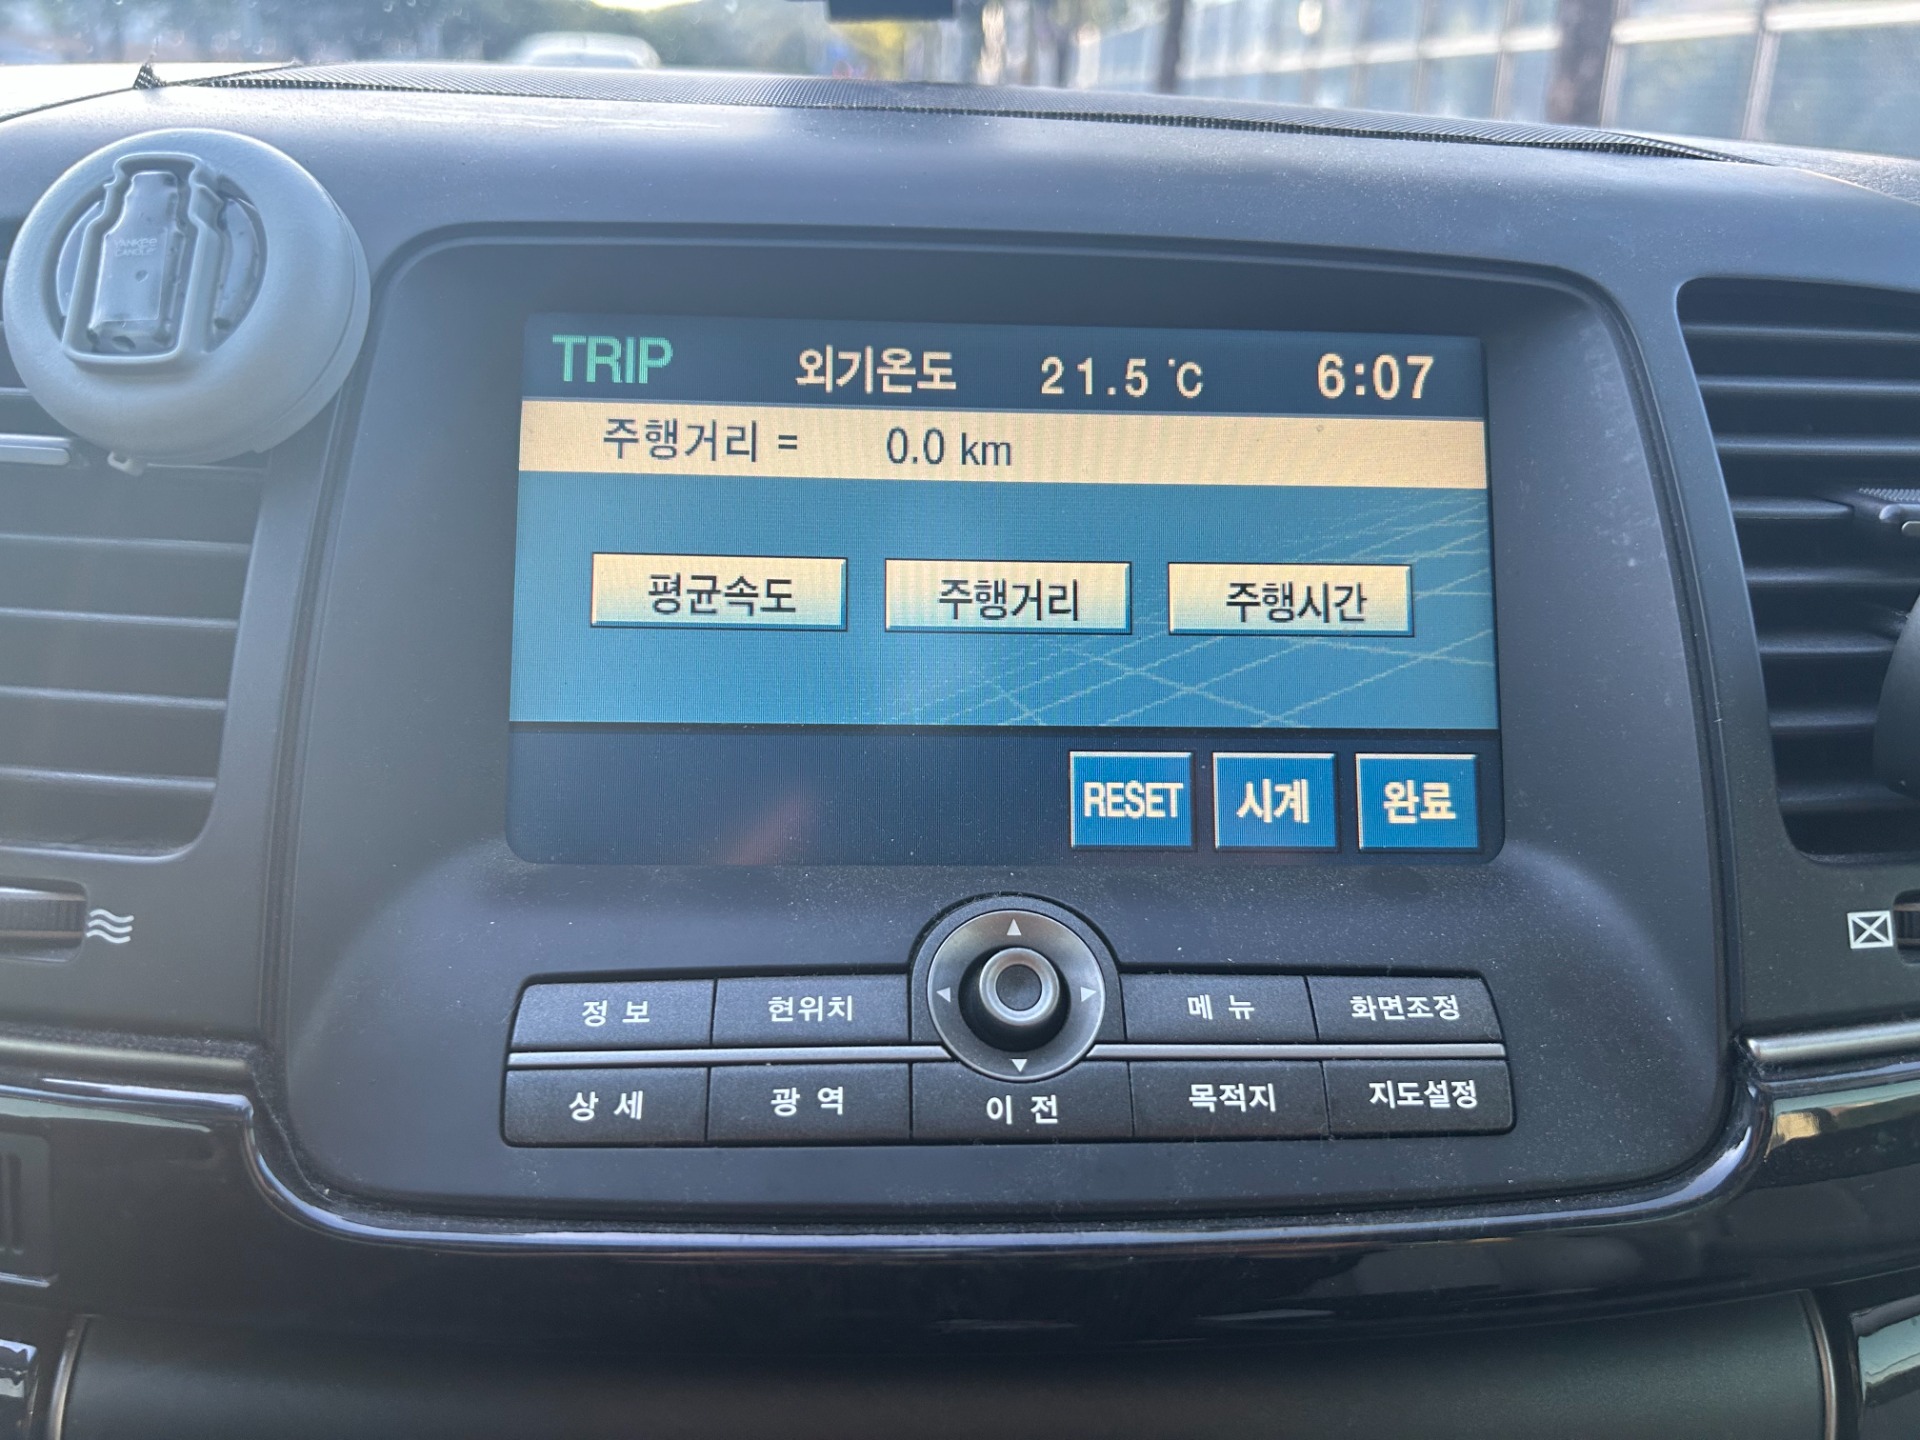 YANKEE
CANDLE
TRIP 외기온도 21.5 °C 6:07
주행거리 = 0.0 km
평균속도 주행거리 주행시간
RESET 시계 완료
정보 현위치 메뉴 화면조정
상세 광역 이전 목적지 지도설정